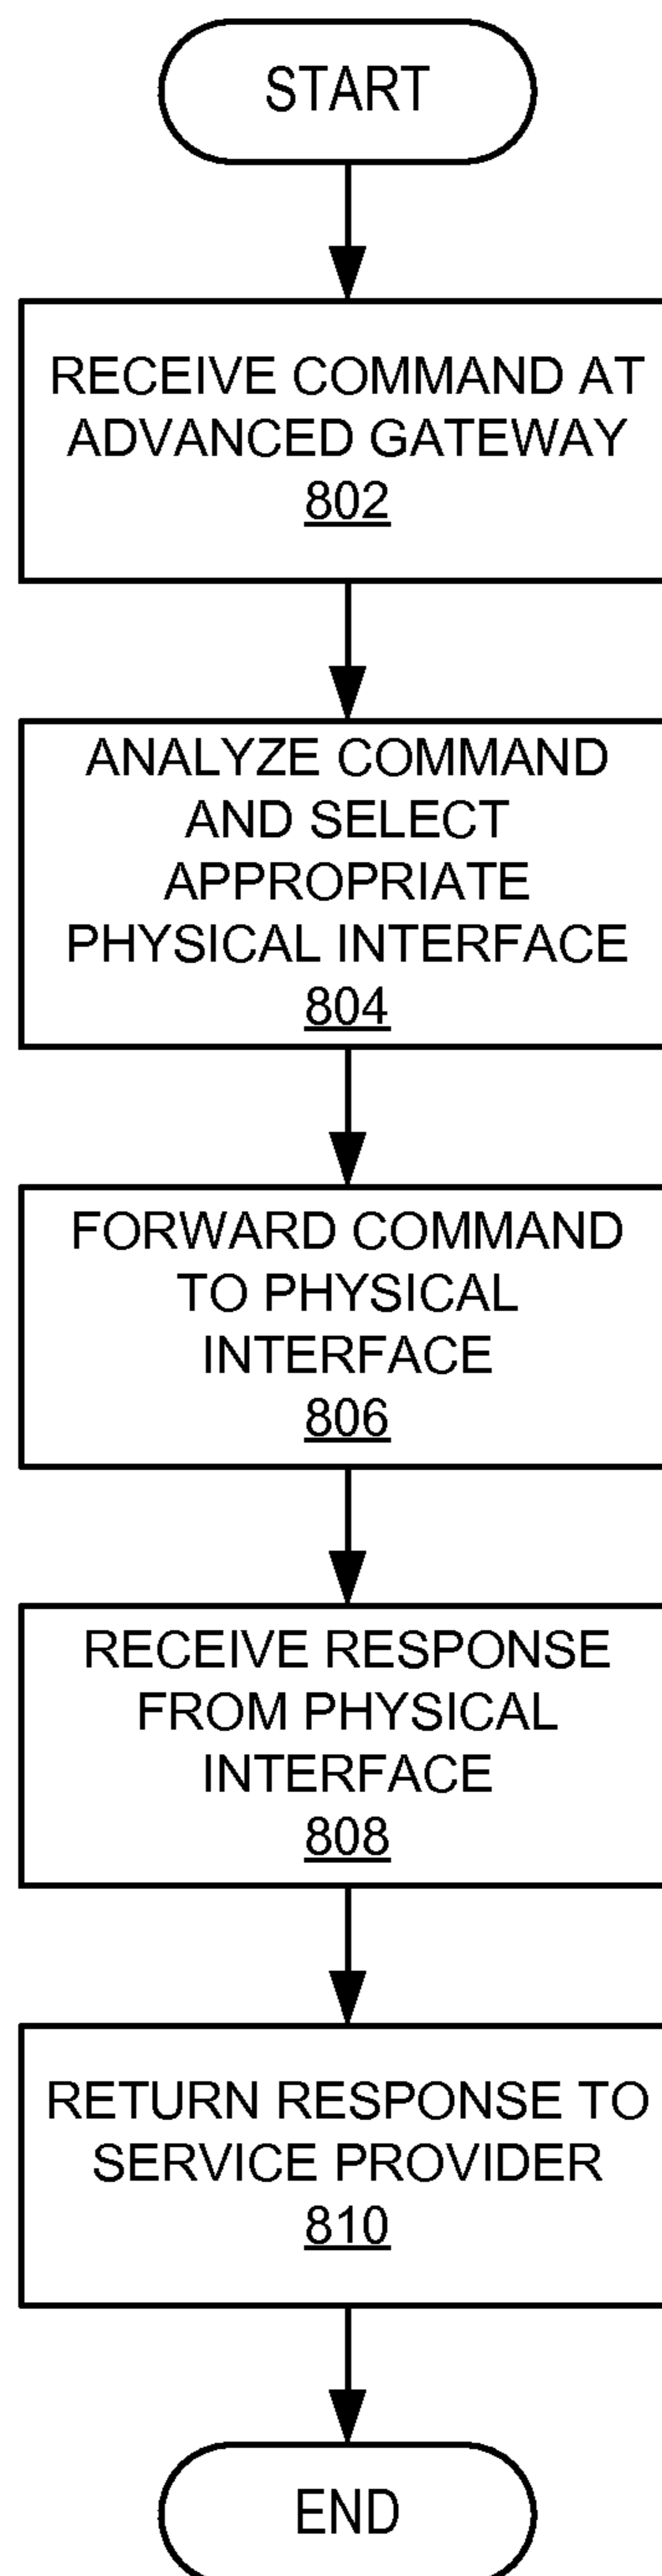 START
RECEIVE COMMAND AT
ADVANCED GATEWAY
802
ANALYZE COMMAND
AND SELECT
APPROPRIATE
PHYSICAL INTERFACE
804
FORWARD COMMAND
TO PHYSICAL
INTERFACE
806
RECEIVE RESPONSE
FROM PHYSICAL
INTERFACE
808
RETURN RESPONSE TO
SERVICE PROVIDER
810
END